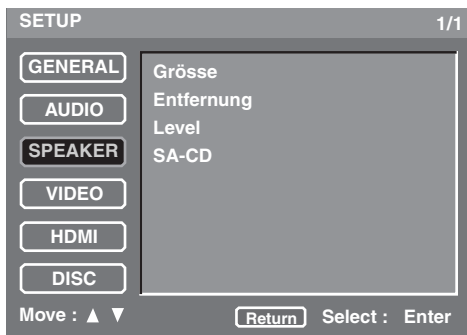 SETUP 1/1
GENERAL
AUDIO
SPEAKER
VIDEO
HDMI
DISC
Grösse
Entfernung
Level
SA-CD
Move : ▲ ▼ Return Select : Enter